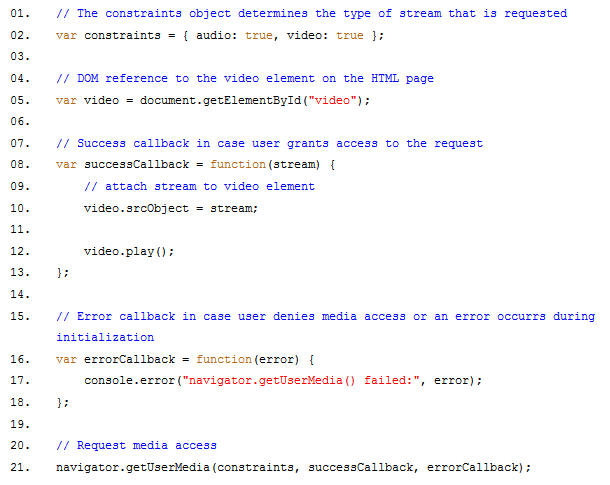 01. // The constraints object determines the type of stream that is requested
02. var constraints = { audio: true, video: true };
03.
04. // DOM reference to the video element on the HTML page
05. var video = document.getElementById("video");
06.
07. // Success callback in case user grants access to the request
08. var successCallback = function(stream) {
09. // attach stream to video element
10. video.srcObject = stream;
11.
12. video.play();
13. };
14.
15. // Error callback in case user denies media access or an error occurrs during
initialization
16. var errorCallback = function(error) {
17. console.error("navigator.getUserMedia() failed:", error);
18. };
19.
20. // Request media access
21. navigator.getUserMedia(constraints, successCallback, errorCallback);